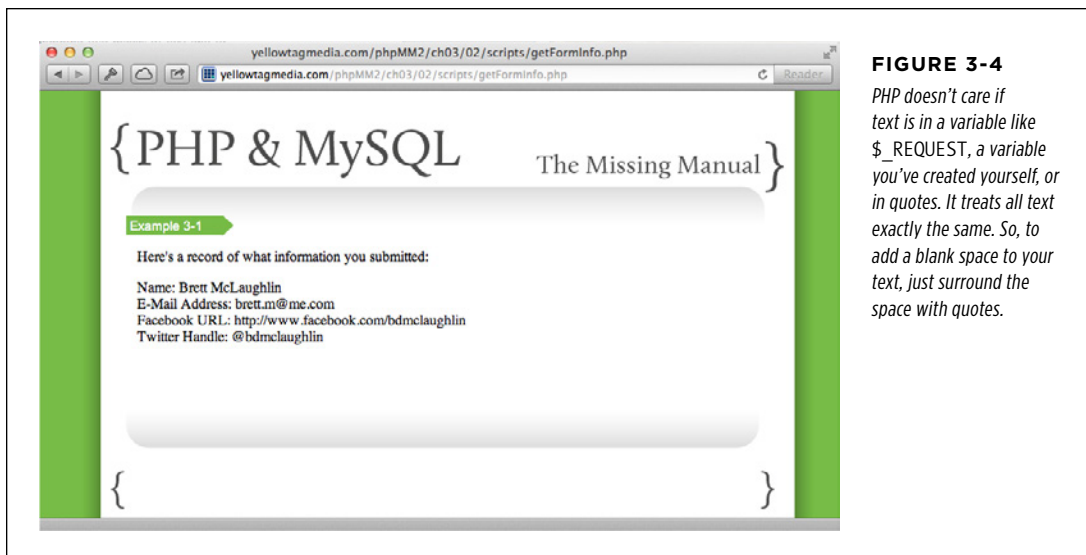 yellowtagmedia.com/phpMM2/ch03/02/scripts/getFormInfo.php
yellowtagmedia.com/phpMM2/ch03/02/scripts/getFormInfo.php
Reader
{PHP & MySQL
The Missing Manual}
Example 3-1
Here's a record of what information you submitted:
Name: Brett McLaughlin
E-Mail Address: brett.m@me.com
Facebook URL: http://www.facebook.com/bdmclaughlin
Twitter Handle: @bdmclaughlin
{ }
FIGURE 3-4
PHP doesn't care if
text is in a variable like
$_REQUEST, a variable
you've created yourself, or
in quotes. It treats all text
exactly the same. So, to
add a blank space to your
text, just surround the
space with quotes.